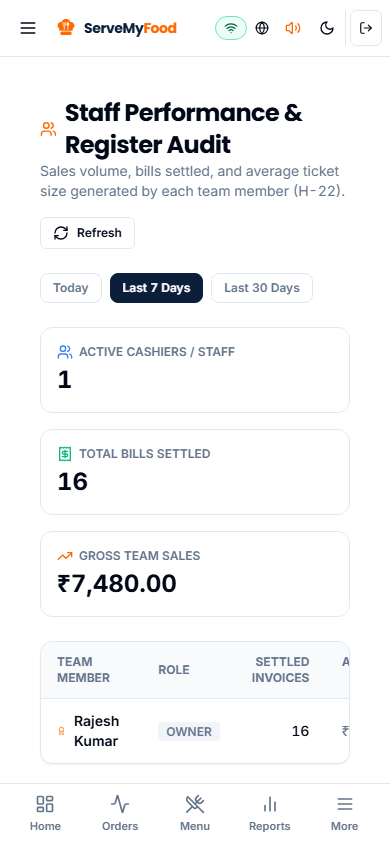 ServeMyFood
Staff Performance &
Register Audit
Sales volume, bills settled, and average ticket
size generated by each team member (H-22).
Refresh
Today Last 7 Days Last 30 Days
ACTIVE CASHIERS / STAFF
1
TOTAL BILLS SETTLED
16
GROSS TEAM SALES
₹7,480.00
TEAM MEMBER ROLE SETTLED INVOICES A
Rajesh Kumar OWNER 16 ₹
Home Orders Menu Reports More